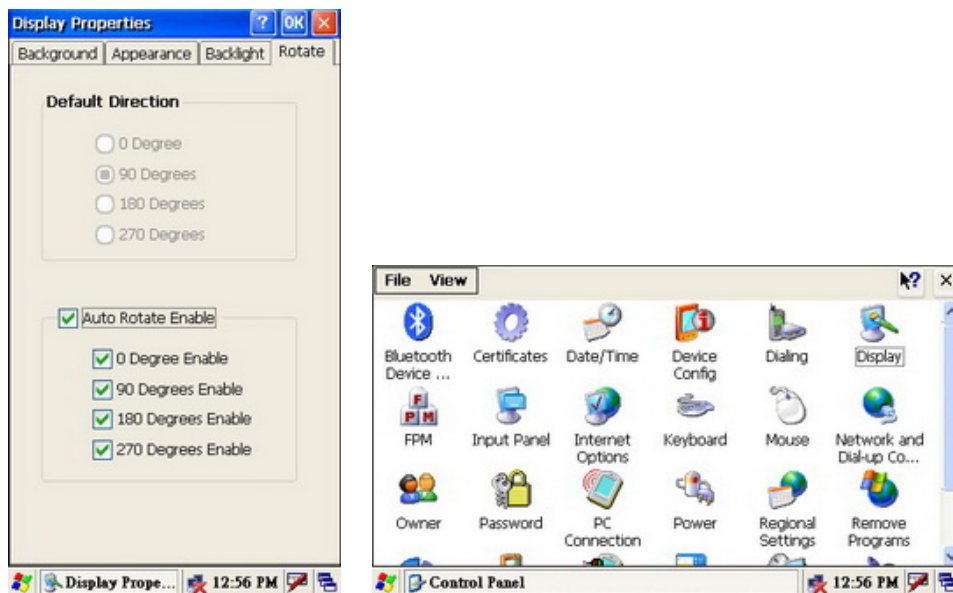 Display Properties ? OK ×
Background Appearance Backlight Rotate
Default Direction
0 Degree
90 Degrees
180 Degrees
270 Degrees
Auto Rotate Enable
0 Degree Enable
90 Degrees Enable
180 Degrees Enable
270 Degrees Enable
Display Prope... 12:56 PM
File View ? ×
Bluetooth Device ...
Certificates
Date/Time
Device Config
Dialing
Display
F
P M
FPM
Input Panel
Internet Options
Keyboard
Mouse
Network and Dial-up Co...
Owner
Password
PC Connection
Power
Regional Settings
Remove Programs
Control Panel 12:56 PM